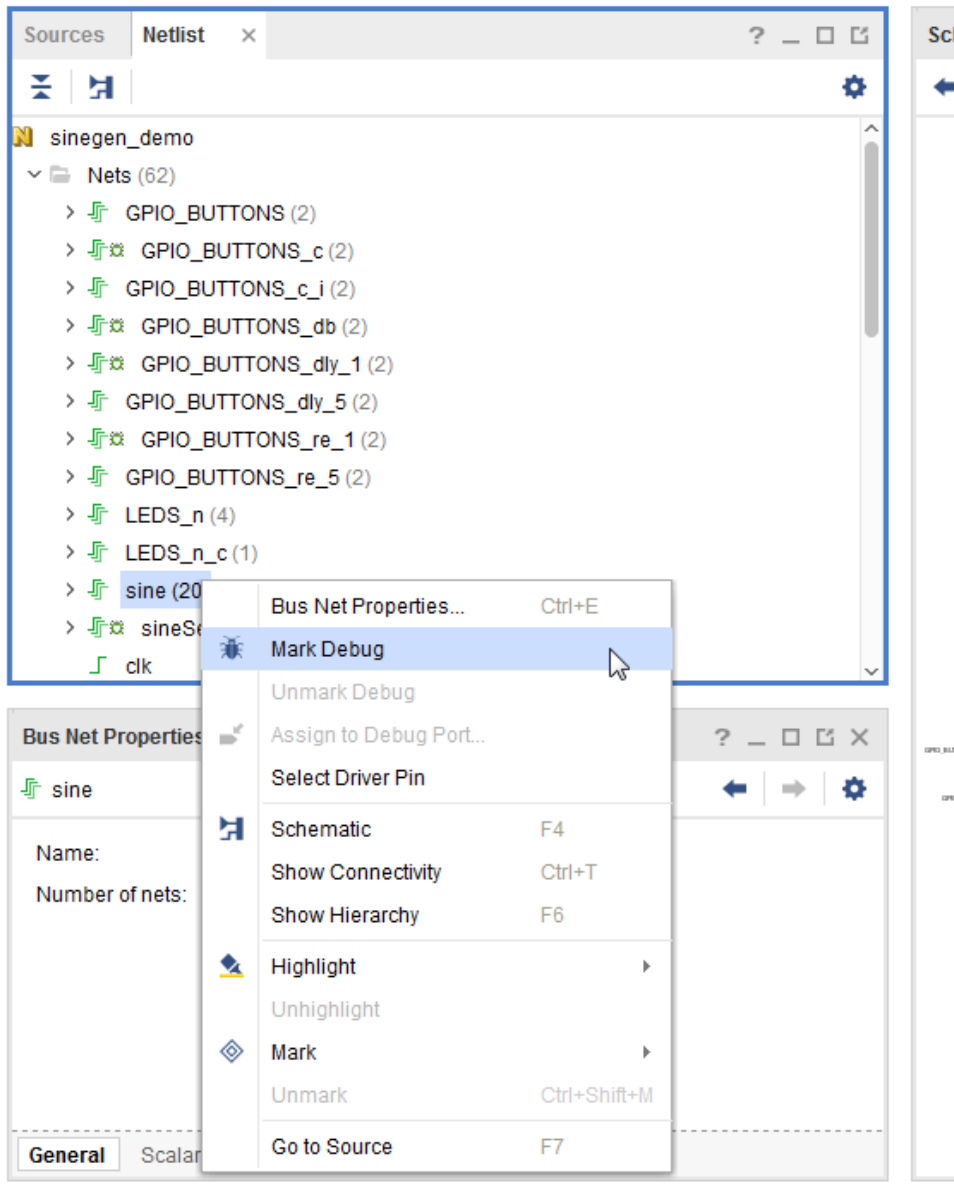 Sources Netlist
sinegen_demo
Nets (62)
GPIO_BUTTONS (2)
GPIO_BUTTONS_c (2)
GPIO_BUTTONS_c_i (2)
GPIO_BUTTONS_db (2)
GPIO_BUTTONS_dly_1 (2)
GPIO_BUTTONS_dly_5 (2)
GPIO_BUTTONS_re_1 (2)
GPIO_BUTTONS_re_5 (2)
LEDS_n (4)
LEDS_n_c (1)
sine (20
sineSe
clk
Bus Net Properties... Ctrl+E
Mark Debug
Unmark Debug
Assign to Debug Port...
Select Driver Pin
Schematic F4
Show Connectivity Ctrl+T
Show Hierarchy F6
Highlight
Unhighlight
Mark
Unmark Ctrl+Shift+M
Go to Source F7
Bus Net Properties
sine
Name:
Number of nets:
General Scalar